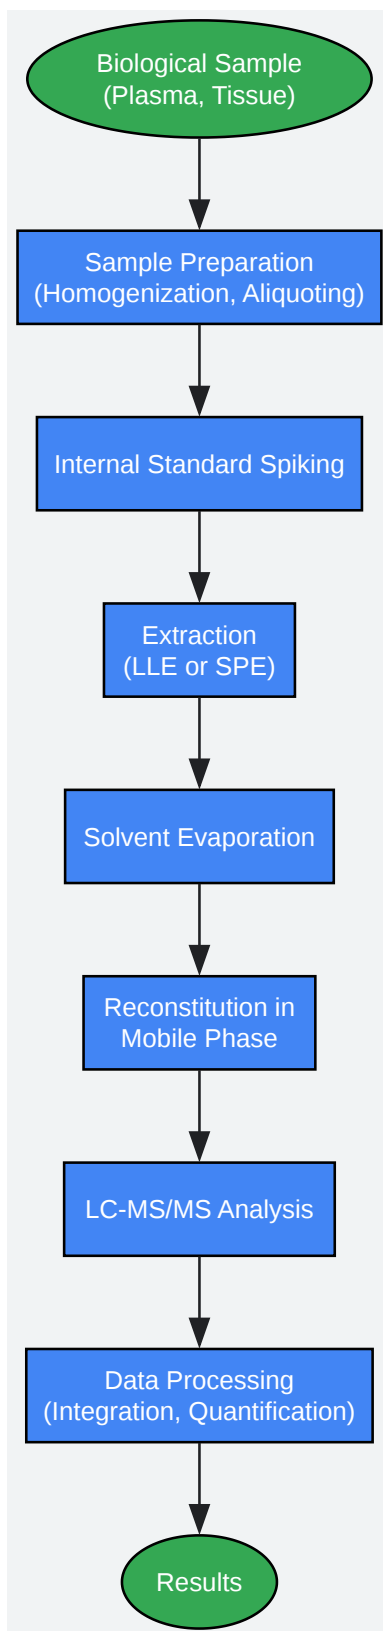 Biological Sample
(Plasma, Tissue)
Sample Preparation
(Homogenization, Aliquoting)
Internal Standard Spiking
Extraction
(LLE or SPE)
Solvent Evaporation
Reconstitution in
Mobile Phase
LC-MS/MS Analysis
Data Processing
(Integration, Quantification)
Results